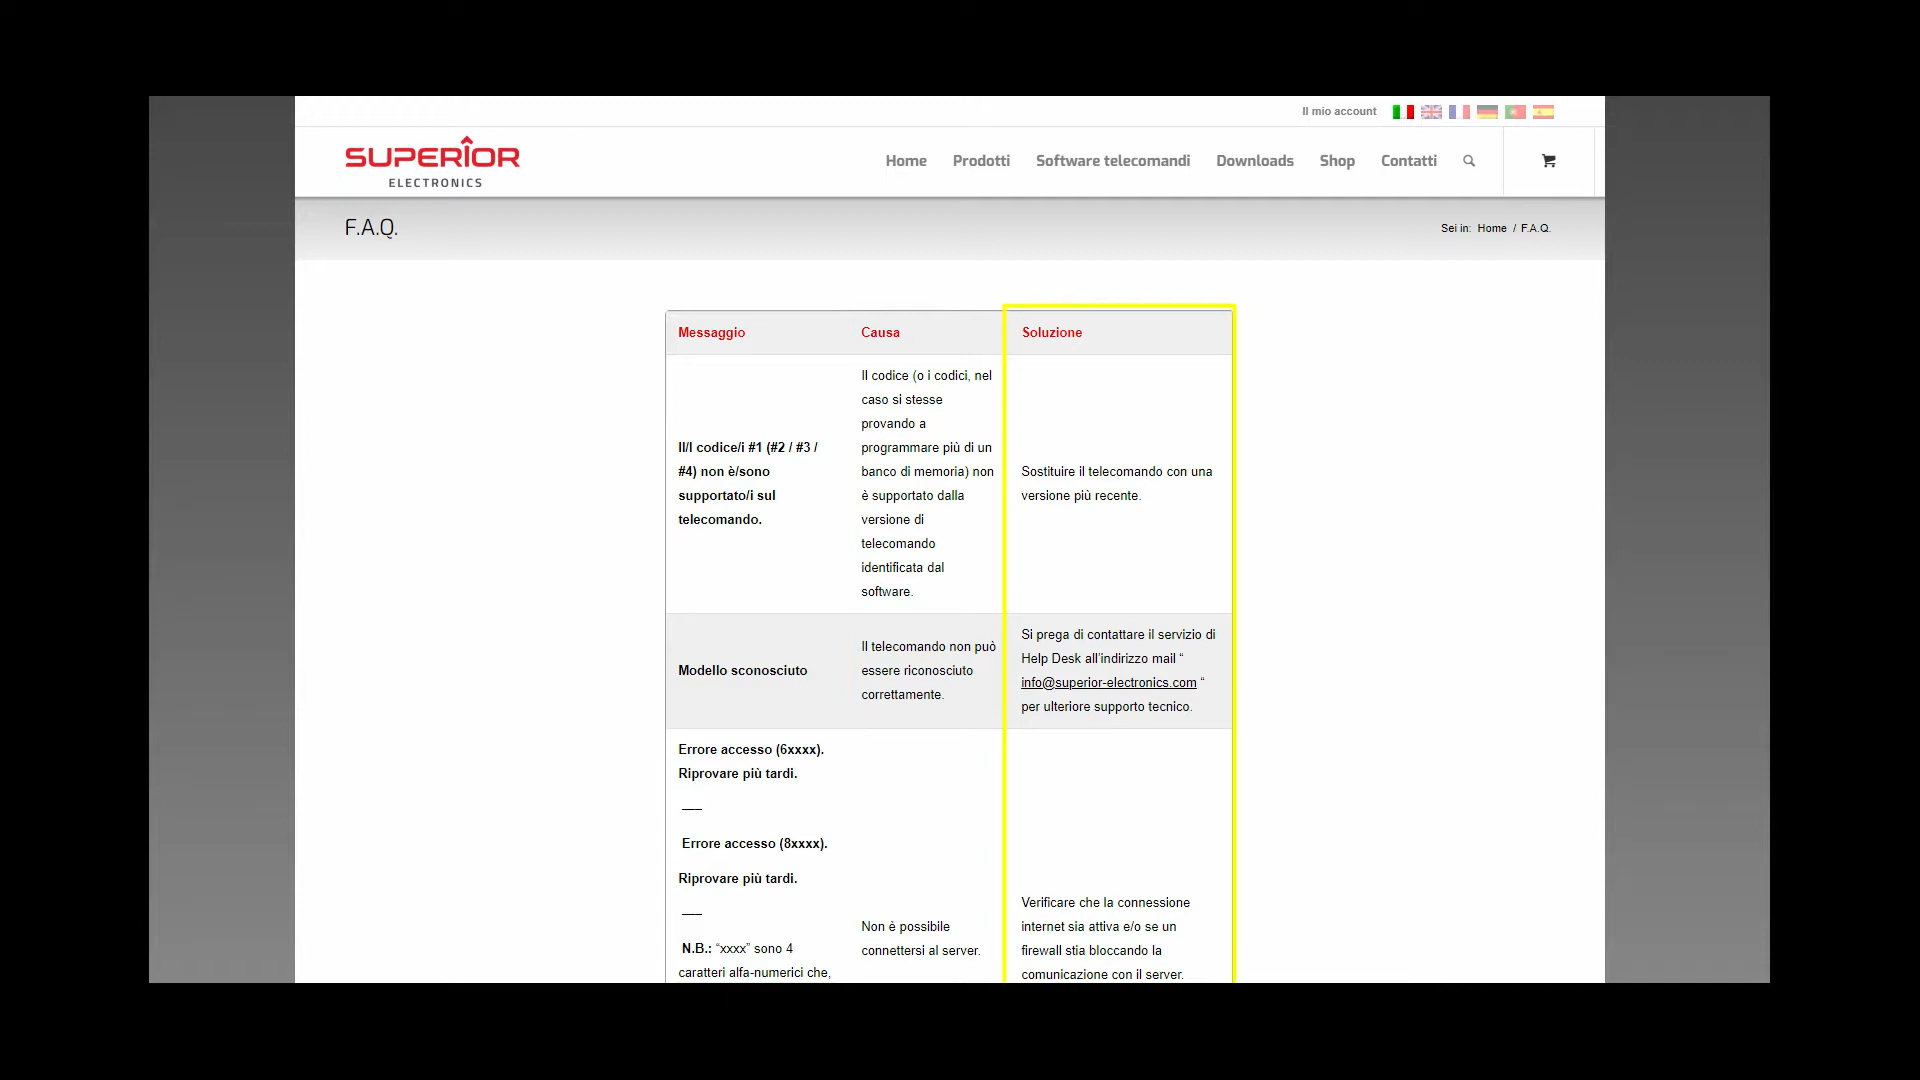 Il mio account
SUPERIOR
ELECTRONICS
Home Prodotti Software telecomandi Downloads Shop Contatti
F.A.Q.
Sei in: Home / F.A.Q.
Messaggio Causa Soluzione
Il/I codice/i #1 (#2 / #3 /
#4) non è/sono
supportato/i sul
telecomando.
Il codice (o i codici, nel
caso si stesse
provando a
programmare più di un
banco di memoria) non
è supportato dalla
versione di
telecomando
identificata dal
software.
Sostituire il telecomando con una
versione più recente.
Modello sconosciuto
Il telecomando non può
essere riconosciuto
correttamente.
Si prega di contattare il servizio di
Help Desk all’indirizzo mail “
info@superior-electronics.com “
per ulteriore supporto tecnico.
Errore accesso (6xxxx).
Riprovare più tardi.
___
Errore accesso (8xxxx).
Riprovare più tardi.
___
N.B.: “xxxx” sono 4
caratteri alfa-numerici che,
Non è possibile
connettersi al server.
Verificare che la connessione
internet sia attiva e/o se un
firewall stia bloccando la
comunicazione con il server.